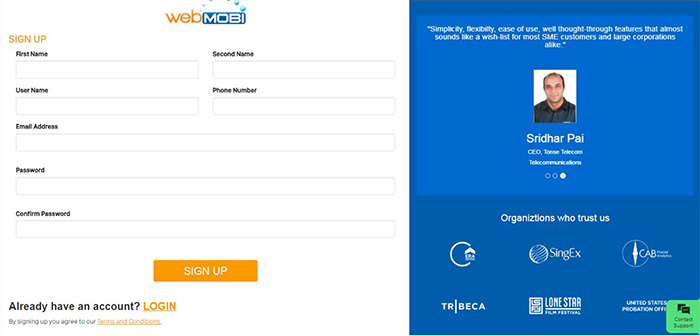 webMOBI
SIGN UP
First Name
Second Name
User Name
Phone Number
Email Address
Password
Confirm Password
SIGN UP
Already have an account? LOGIN
By signing up you agree to our Terms and Conditions.
"Simplicity, flexibilty, ease of use, well thought-through features that almost
sounds like a wish-list for most SME customers and large corporations
alike."
Sridhar Pai
CEO, Tonse Telecom
Telecommunications
Organiztions who trust us
ERA
SingEx
CAB Financial
Analytics
TRIBECA
LONE STAR
FILM FESTIVAL
UNITED STATES
PROBATION OFFI
Contact
Support